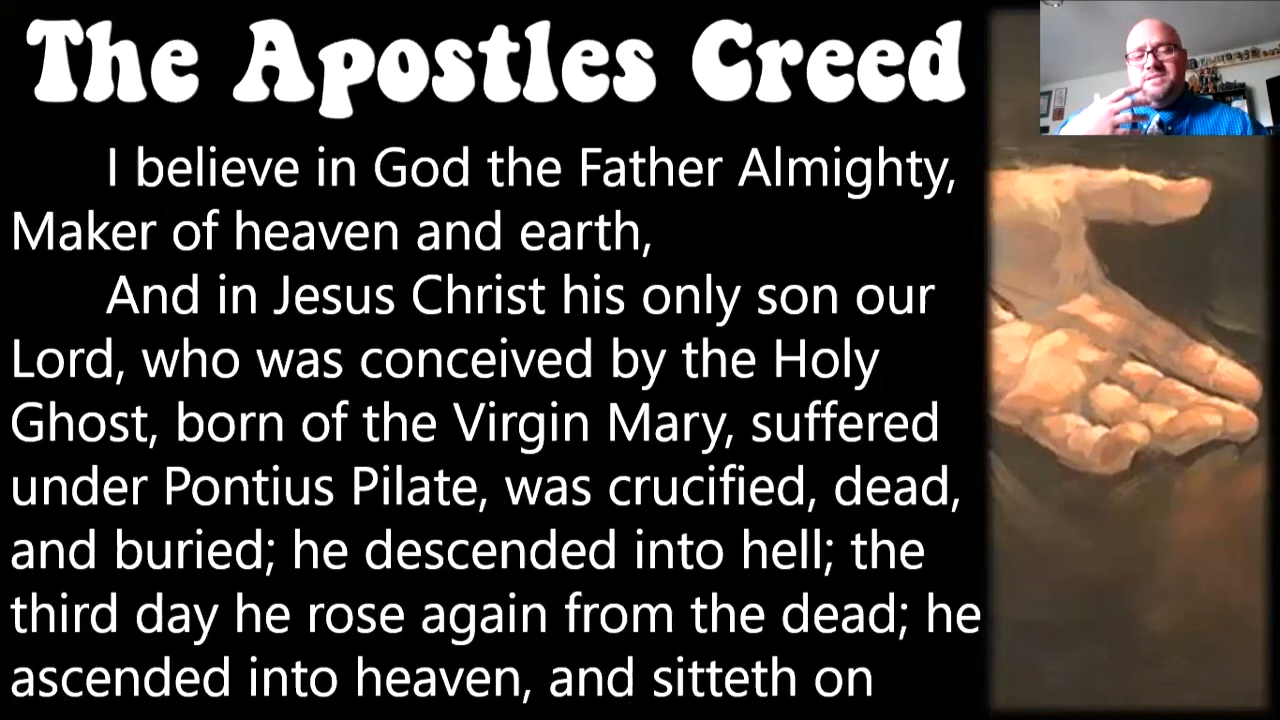 The Apostles Creed
I believe in God the Father Almighty,
Maker of heaven and earth,
And in Jesus Christ his only son our
Lord, who was conceived by the Holy
Ghost, born of the Virgin Mary, suffered
under Pontius Pilate, was crucified, dead,
and buried; he descended into hell; the
third day he rose again from the dead; he
ascended into heaven, and sitteth on